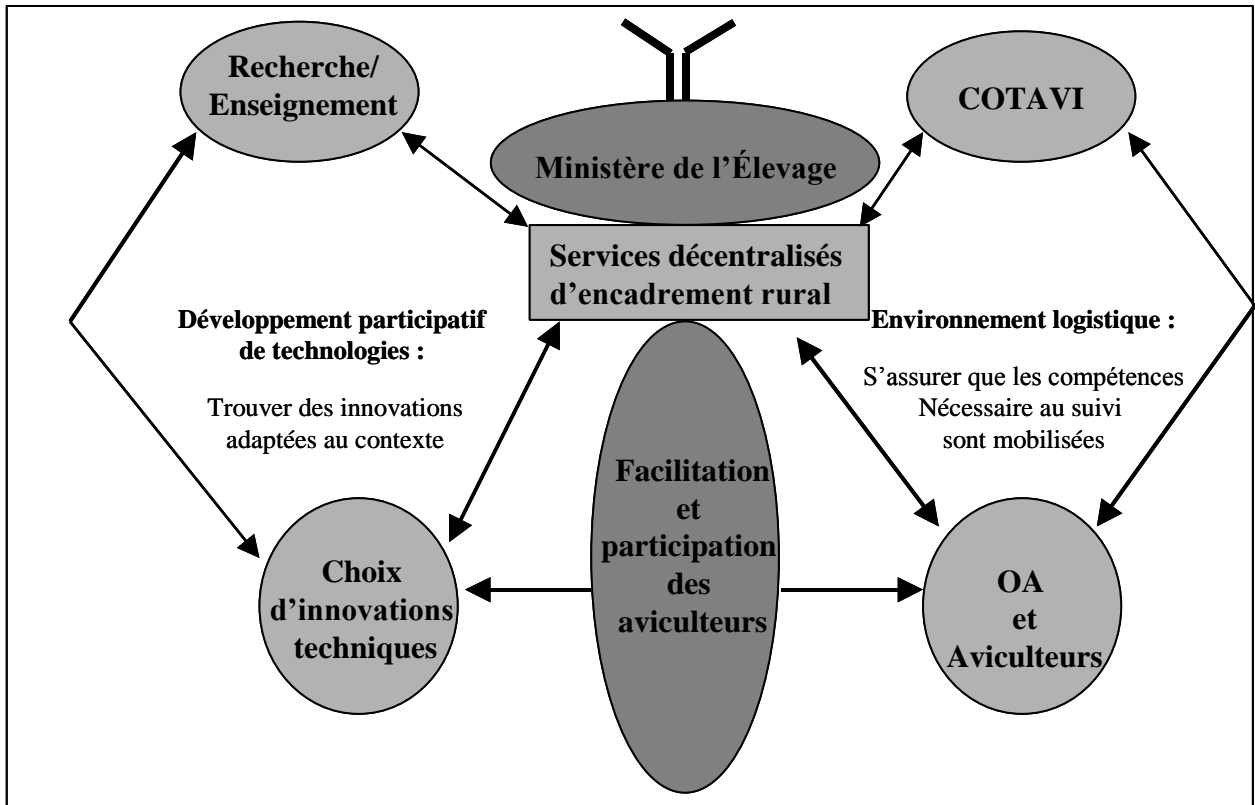 Recherche/
Enseignement
COTAVI
Ministère de l’Élevage
Services décentralisés
d’encadrement rural
Développement participatif
de technologies :
Trouver des innovations
adaptées au contexte
Environnement logistique :
S’assurer que les compétences
Nécessaire au suivi
sont mobilisées
Facilitation
et
participation
des
aviculteurs
Choix
d’innovations
techniques
OA
et
Aviculteurs